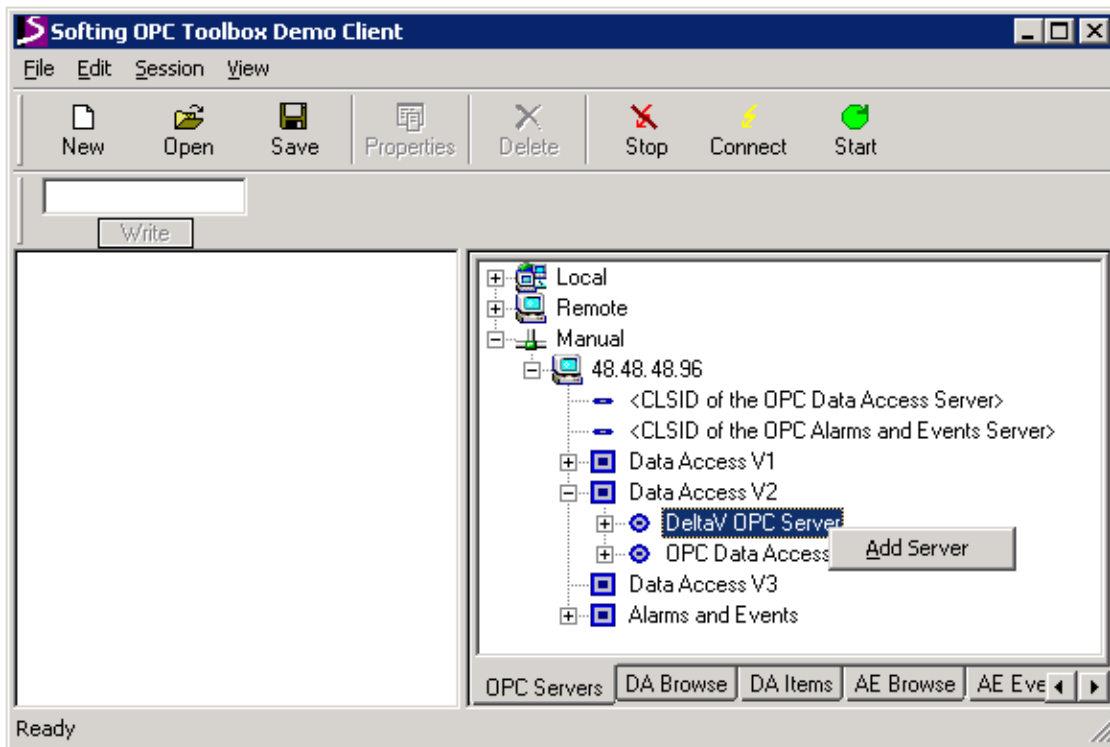 Softing OPC Toolbox Demo Client
File Edit Session View
New Open Save Properties Delete Stop Connect Start
Write
Local
Remote
Manual
48.48.48.96
<CLSID of the OPC Data Access Server>
<CLSID of the OPC Alarms and Events Server>
Data Access V1
Data Access V2
DeltaV OPC Server
Add Server
OPC Data Access
Data Access V3
Alarms and Events
OPC Servers DA Browse DA Items AE Browse AE Eve
Ready